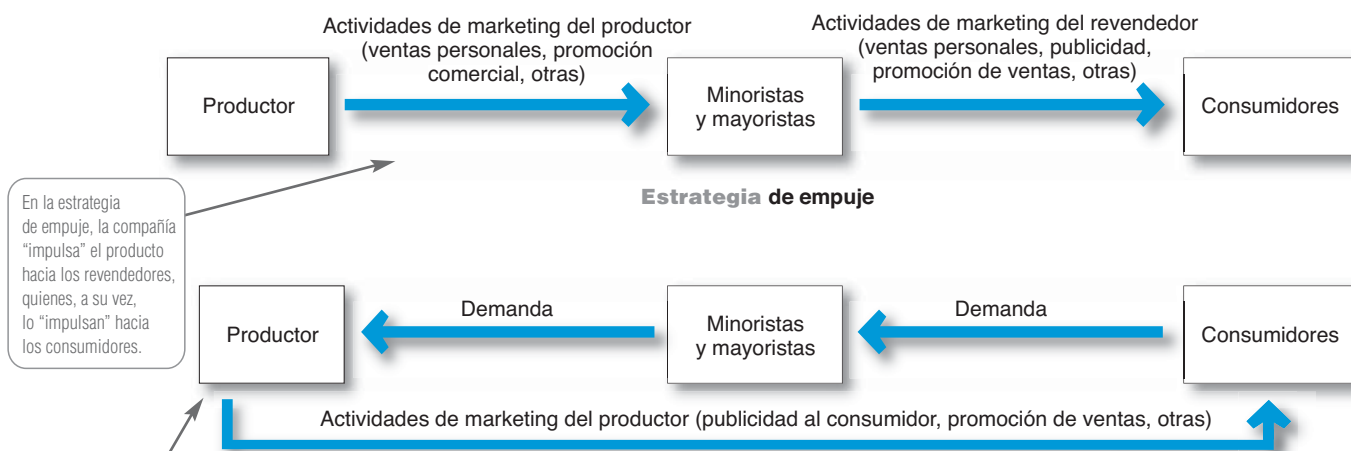 Actividades de marketing del productor
(ventas personales, promoción
comercial, otras)
Actividades de marketing del revendedor
(ventas personales, publicidad,
promoción de ventas, otras)
Productor
Minoristas
y mayoristas
Consumidores
Estrategia de empuje
En la estrategia
de empuje, la compañía
“impulsa” el producto
hacia los revendedores,
quienes, a su vez,
lo “impulsan” hacia
los consumidores.
Productor
Demanda
Minoristas
y mayoristas
Demanda
Consumidores
Actividades de marketing del productor (publicidad al consumidor, promoción de ventas, otras)